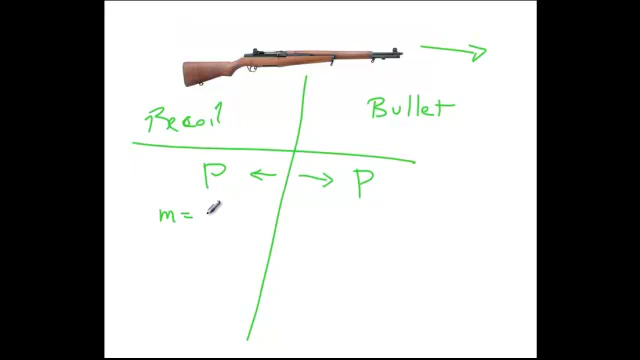 Recoil Bullet
P ← → P
m =